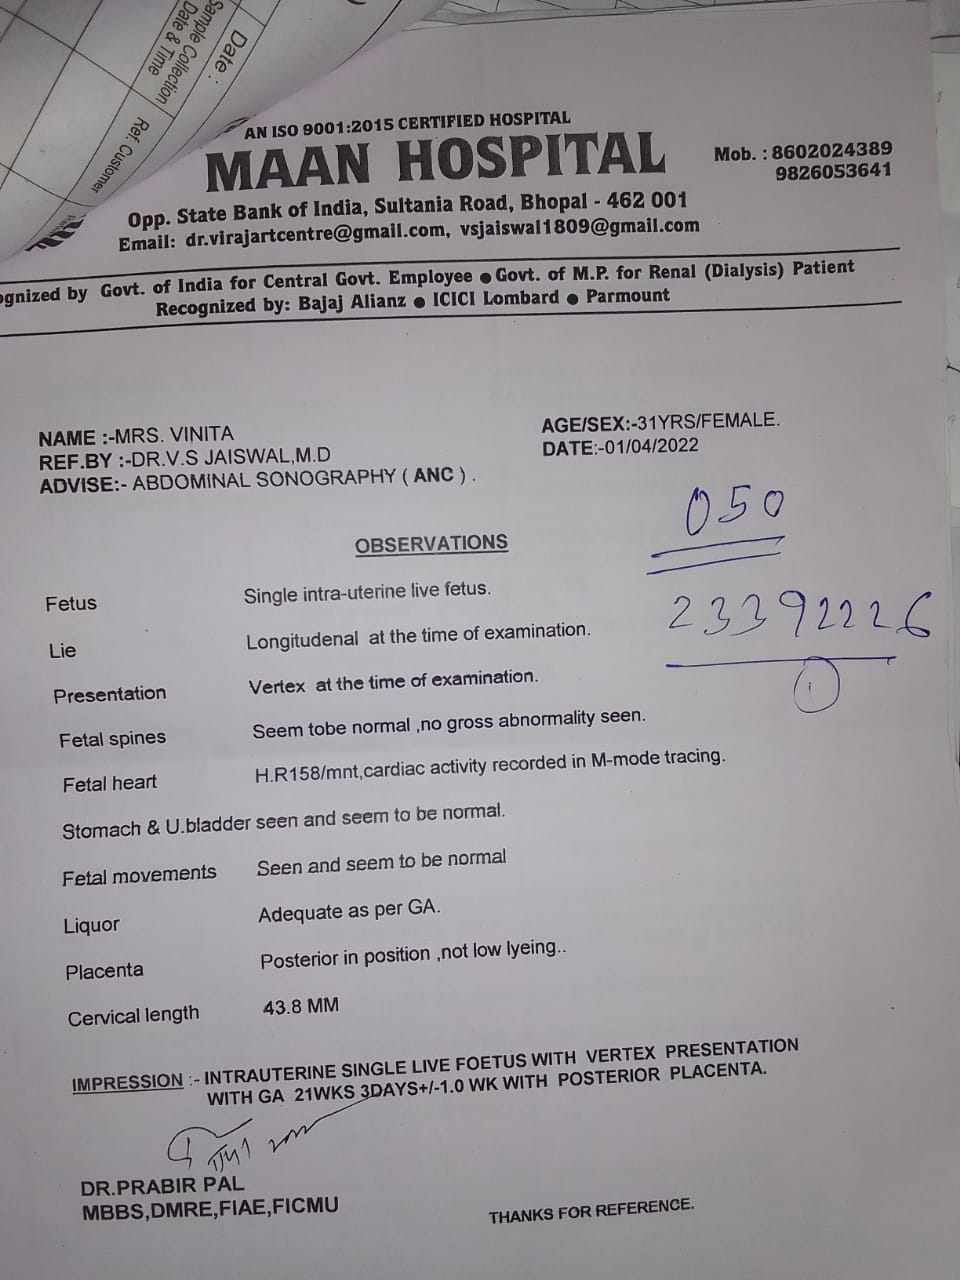 Sample Collection
Date & Time
Date :
Ref. Customer
AN ISO 9001:2015 CERTIFIED HOSPITAL
MAAN HOSPITAL
Mob. : 8602024389
9826053641
Opp. State Bank of India, Sultania Road, Bhopal - 462 001
Email: dr.virajartcentre@gmail.com, vsjaiswal1809@gmail.com
ognized by Govt. of India for Central Govt. Employee ● Govt. of M.P. for Renal (Dialysis) Patient
Recognized by: Bajaj Alianz ● ICICI Lombard ● Parmount
NAME :-MRS. VINITA
AGE/SEX:-31YRS/FEMALE.
REF.BY :-DR.V.S JAISWAL,M.D
DATE:-01/04/2022
ADVISE:- ABDOMINAL SONOGRAPHY ( ANC ) .
050
OBSERVATIONS
Fetus Single intra-uterine live fetus.
23392226
1
Lie Longitudenal at the time of examination.
Presentation Vertex at the time of examination.
Fetal spines Seem tobe normal ,no gross abnormality seen.
Fetal heart H.R158/mnt,cardiac activity recorded in M-mode tracing.
Stomach & U.bladder seen and seem to be normal.
Fetal movements Seen and seem to be normal
Liquor Adequate as per GA.
Placenta Posterior in position ,not low lyeing..
Cervical length 43.8 MM
IMPRESSION :- INTRAUTERINE SINGLE LIVE FOETUS WITH VERTEX PRESENTATION
WITH GA 21WKS 3DAYS+/-1.0 WK WITH POSTERIOR PLACENTA.
DR.PRABIR PAL
MBBS,DMRE,FIAE,FICMU
THANKS FOR REFERENCE.